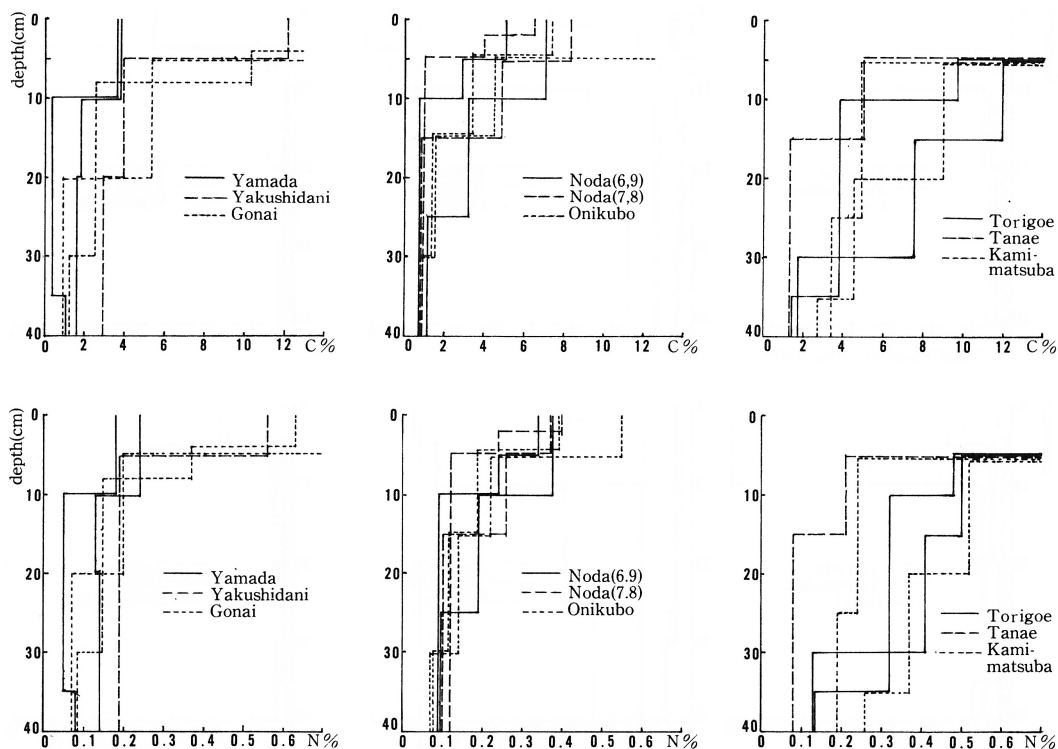 depth(cm)
0
10
20
30
40
0 2 4 6 8 10 12 C%
Yamada
Yakushidani
Gonai
0
10
20
30
40
0 2 4 6 8 10 12 C%
Noda(6,9)
Noda(7,8)
Onikubo
0
10
20
30
40
0 2 4 6 8 10 12 C%
Torigoe
Tanae
Kami-
matsuba
depth(cm)
0
10
20
30
40
0 0.1 0.2 0.3 0.4 0.5 0.6 N%
Yamada
Yakushidani
Gonai
0
10
20
30
40
0 0.1 0.2 0.3 0.4 0.5 0.6 N%
Noda(6.9)
Noda(7.8)
Onikubo
0
10
20
30
40
0 0.1 0.2 0.3 0.4 0.5 0.6 N%
Torigoe
Tanae
Kami-
matsuba